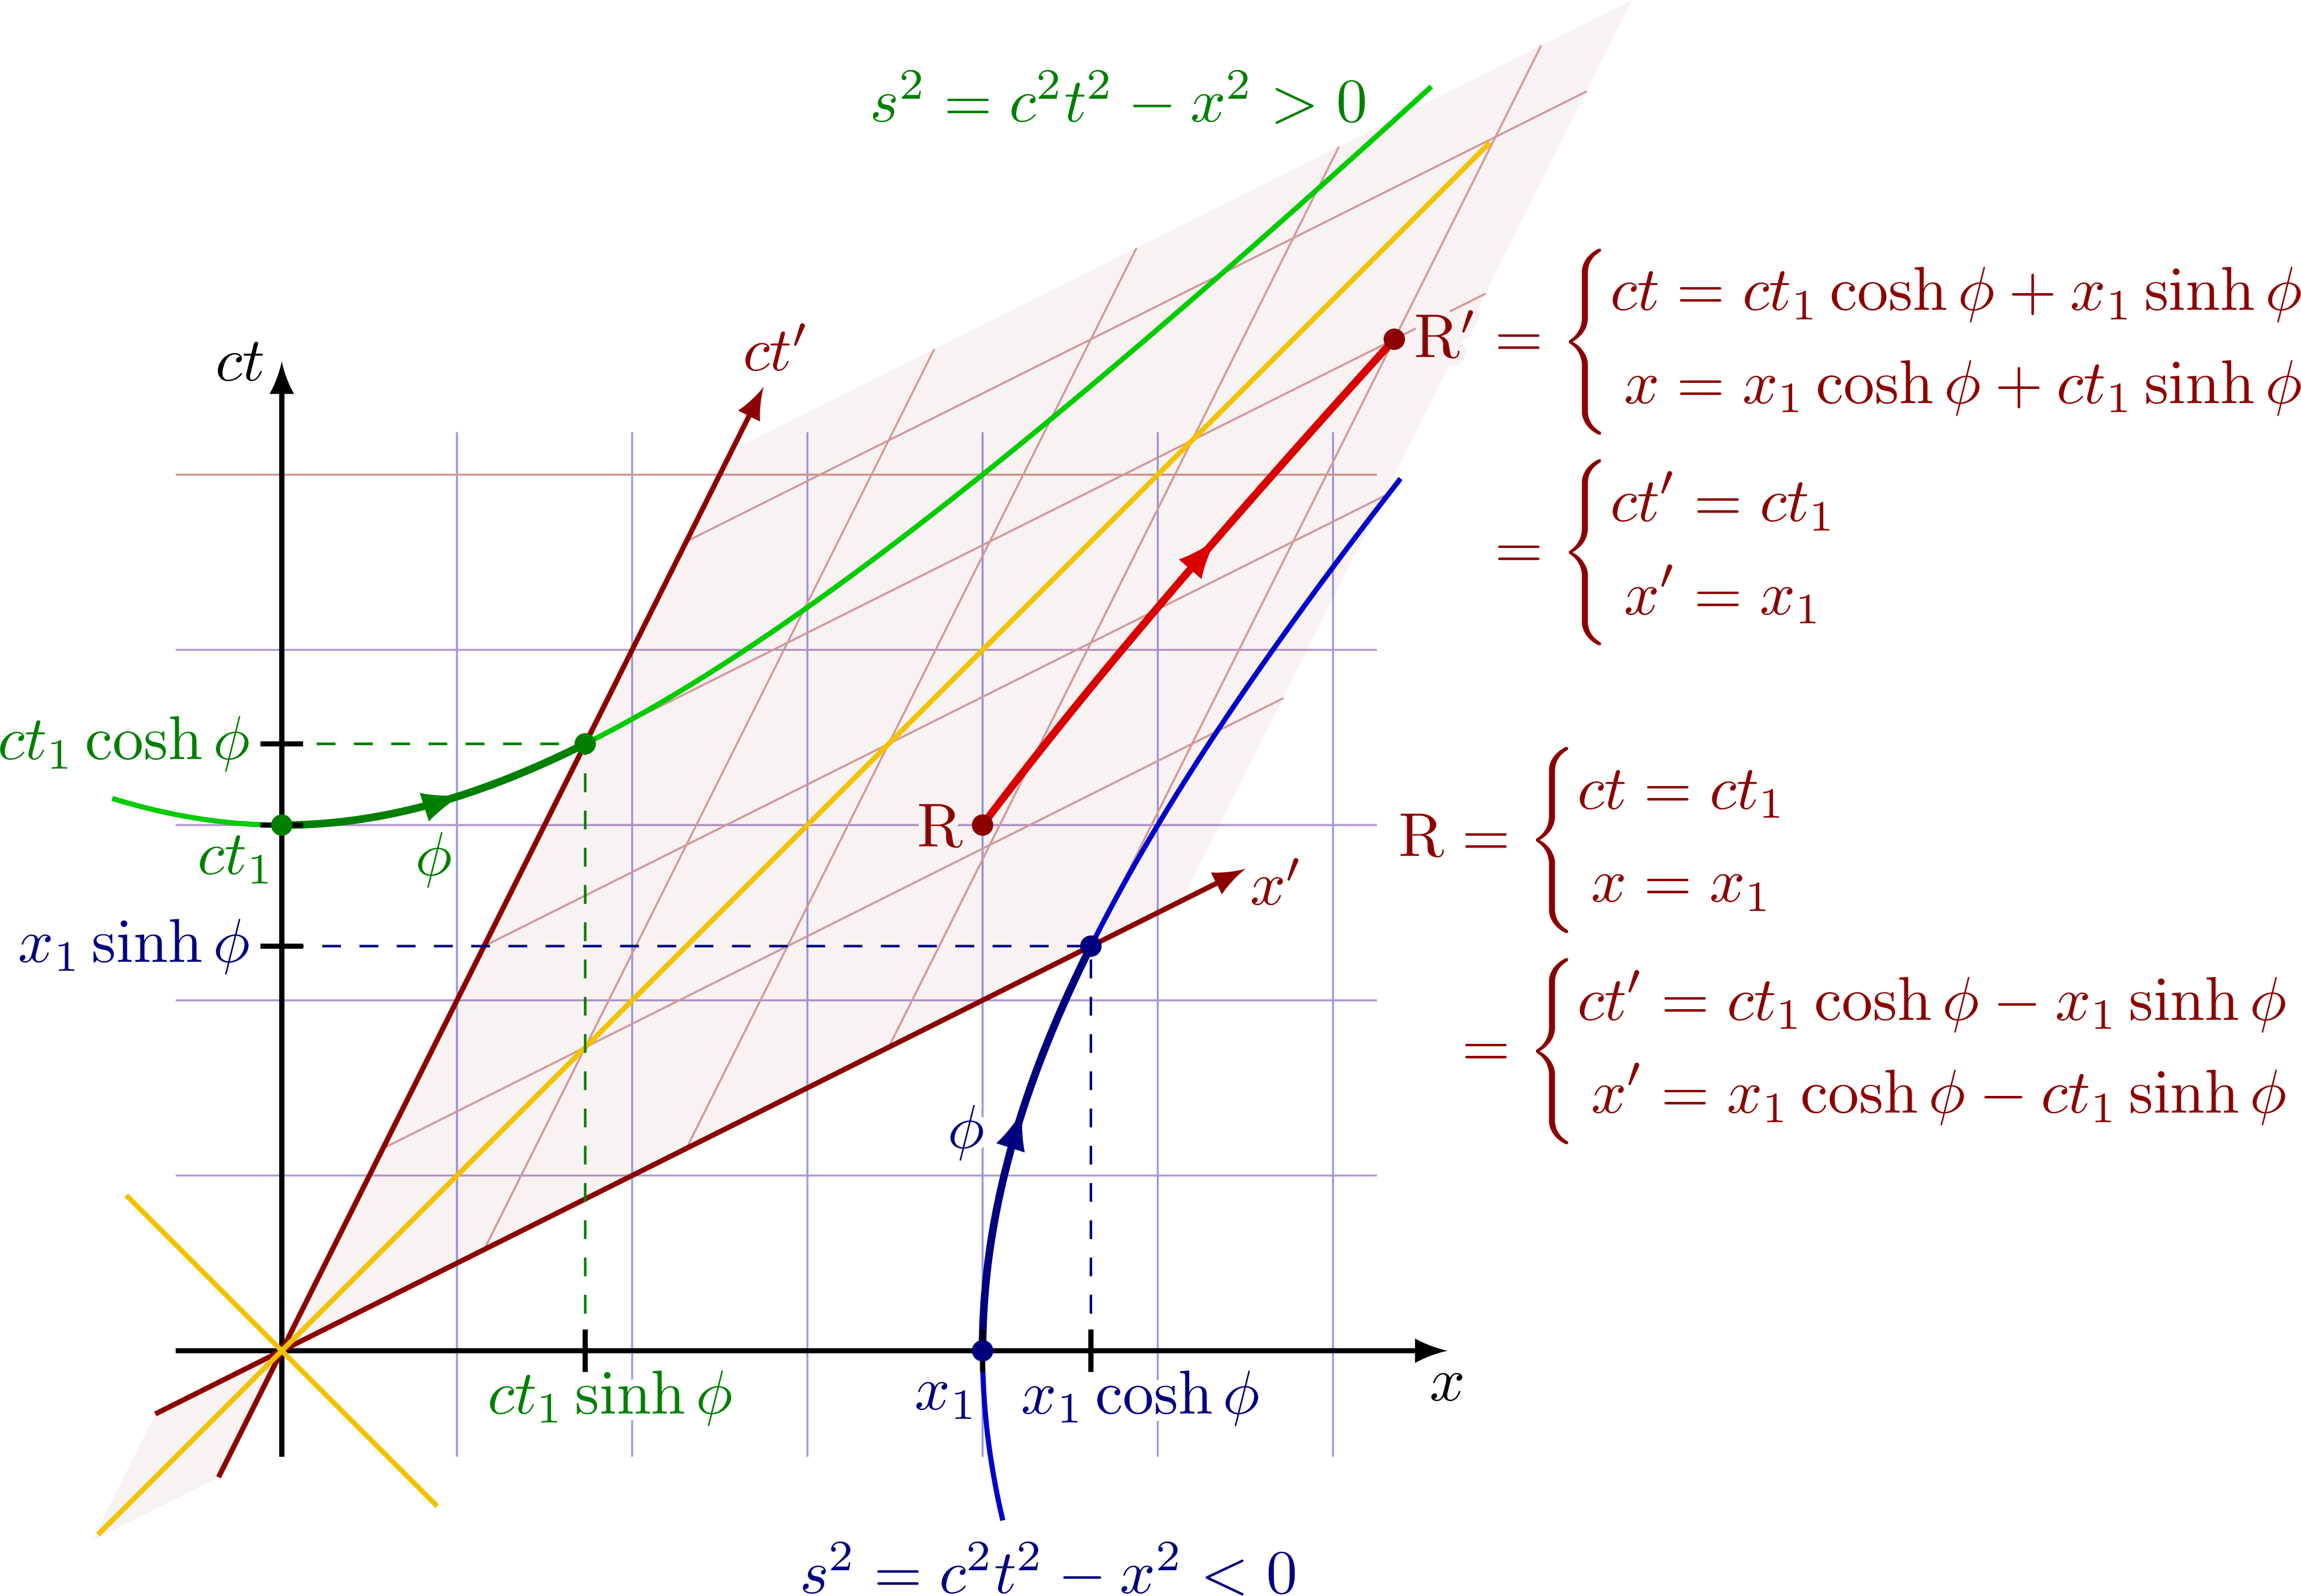 s² = c²t² − x² > 0
ct
ct′
R′ = { ct = ct₁ cosh ϕ + x₁ sinh ϕ
x = x₁ cosh ϕ + ct₁ sinh ϕ
= { ct′ = ct₁
x′ = x₁
ct₁ cosh ϕ
ct₁
ϕ
R
x′
R = { ct = ct₁
x = x₁
x₁ sinh ϕ
= { ct′ = ct₁ cosh ϕ − x₁ sinh ϕ
x′ = x₁ cosh ϕ − ct₁ sinh ϕ
ϕ
ct₁ sinh ϕ
x₁
x₁ cosh ϕ
x
s² = c²t² − x² < 0